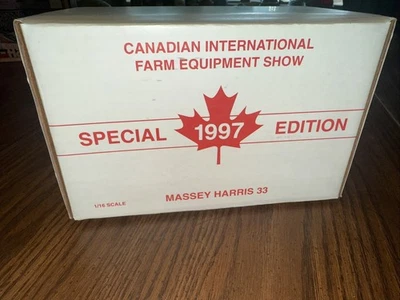 CANADIAN INTERNATIONAL
FARM EQUIPMENT SHOW
SPECIAL 1997 EDITION
MASSEY HARRIS 33
1/16 SCALE